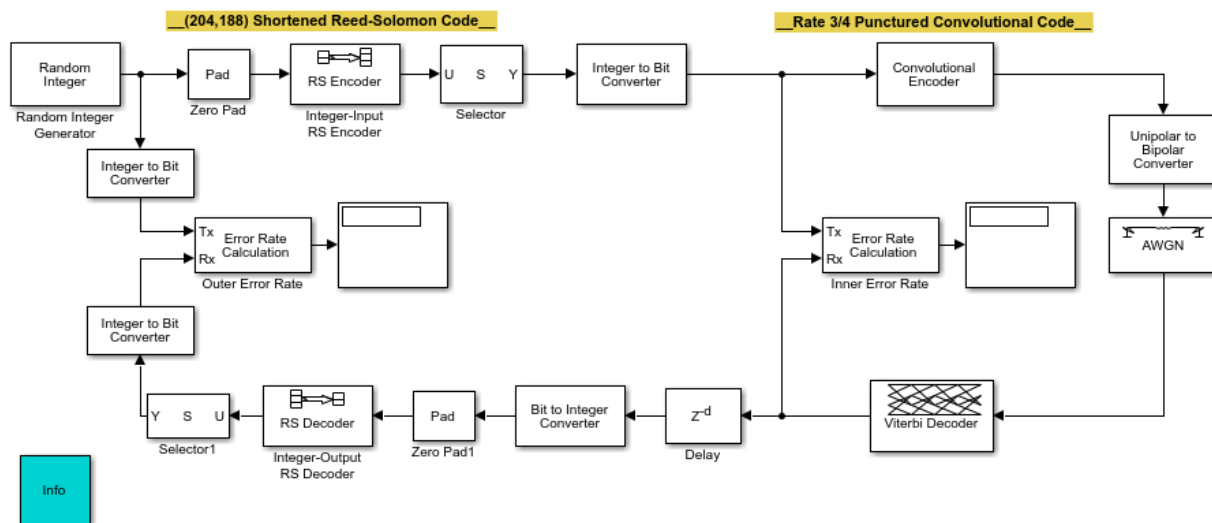 __(204,188) Shortened Reed-Solomon Code__
__Rate 3/4 Punctured Convolutional Code__
Random
Integer
Random Integer
Generator
Pad
Zero Pad
RS Encoder
Integer-Input
RS Encoder
U S Y
Selector
Integer to Bit
Converter
Convolutional
Encoder
Unipolar to
Bipolar
Converter
Integer to Bit
Converter
Tx
Rx
Error Rate
Calculation
Outer Error Rate
Tx
Rx
Error Rate
Calculation
Inner Error Rate
AWGN
Integer to Bit
Converter
Y S U
Selector1
RS Decoder
Integer-Output
RS Decoder
Pad
Zero Pad1
Bit to Integer
Converter
Z-d
Delay
Viterbi Decoder
Info